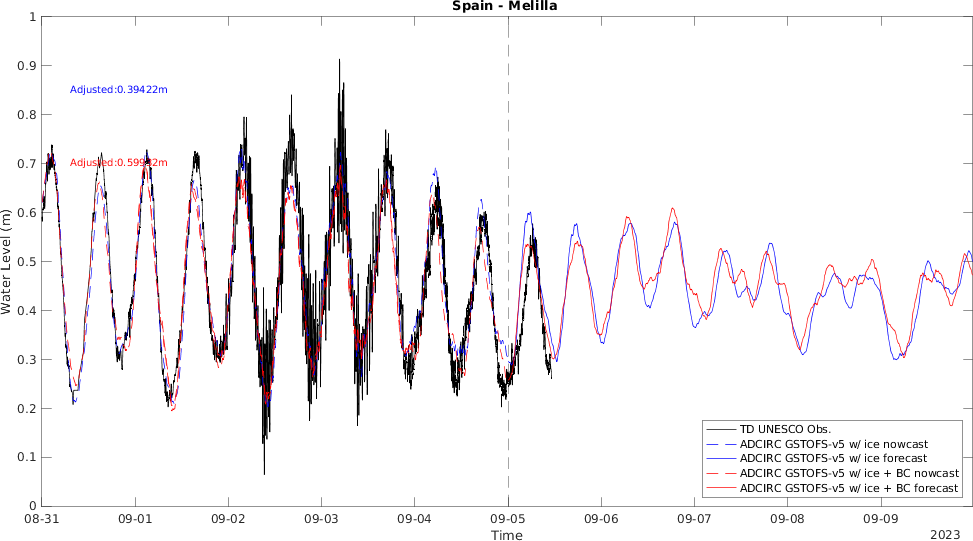 Spain - Melilla
Water Level (m)
1
0.9
0.8
0.7
0.6
0.5
0.4
0.3
0.2
0.1
0
Adjusted:0.39422m
08-31
09-01
09-02
09-03
09-04
09-05
09-06
09-07
09-08
09-09
Time
2023
TD UNESCO Obs.
ADCIRC GSTOFS-v5 w/ ice nowcast
ADCIRC GSTOFS-v5 w/ ice forecast
ADCIRC GSTOFS-v5 w/ ice + BC nowcast
ADCIRC GSTOFS-v5 w/ ice + BC forecast